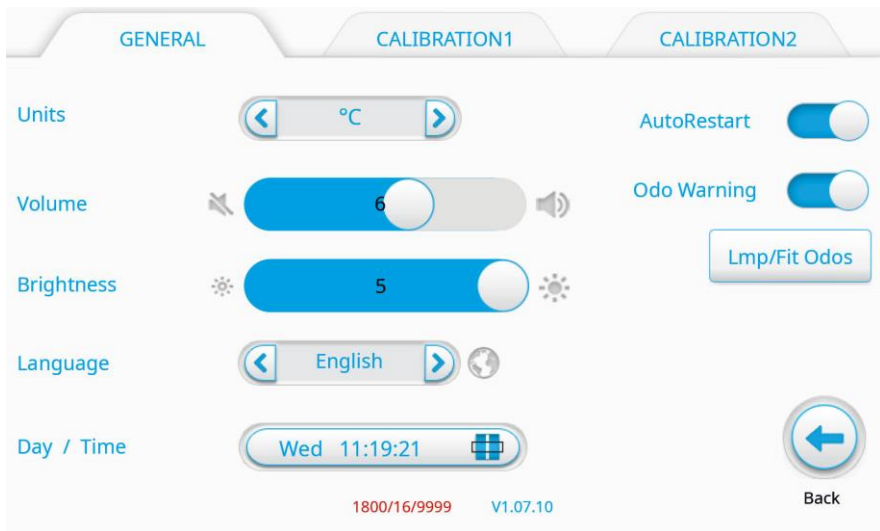 GENERAL CALIBRATION1 CALIBRATION2
Units °C AutoRestart
Volume 6 Odo Warning
Lmp/Fit Odos
Brightness 5
Language English
Day / Time Wed 11:19:21
1800/16/9999 V1.07.10 Back